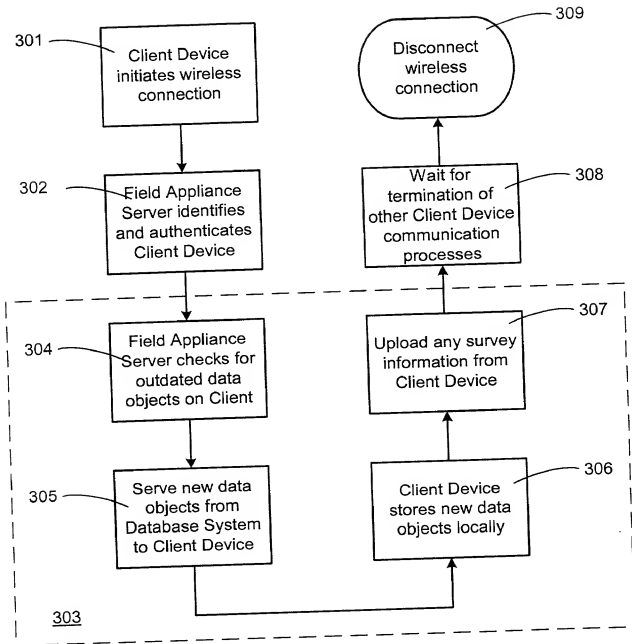 301
Client Device
initiates wireless
connection
302
Field Appliance
Server identifies
and authenticates
Client Device
304
Field Appliance
Server checks for
outdated data
objects on Client
305
Serve new data
objects from
Database System
to Client Device
303
306
Client Device
stores new data
objects locally
307
Upload any survey
information from
Client Device
308
Wait for
termination of
other Client Device
communication
processes
309
Disconnect
wireless
connection